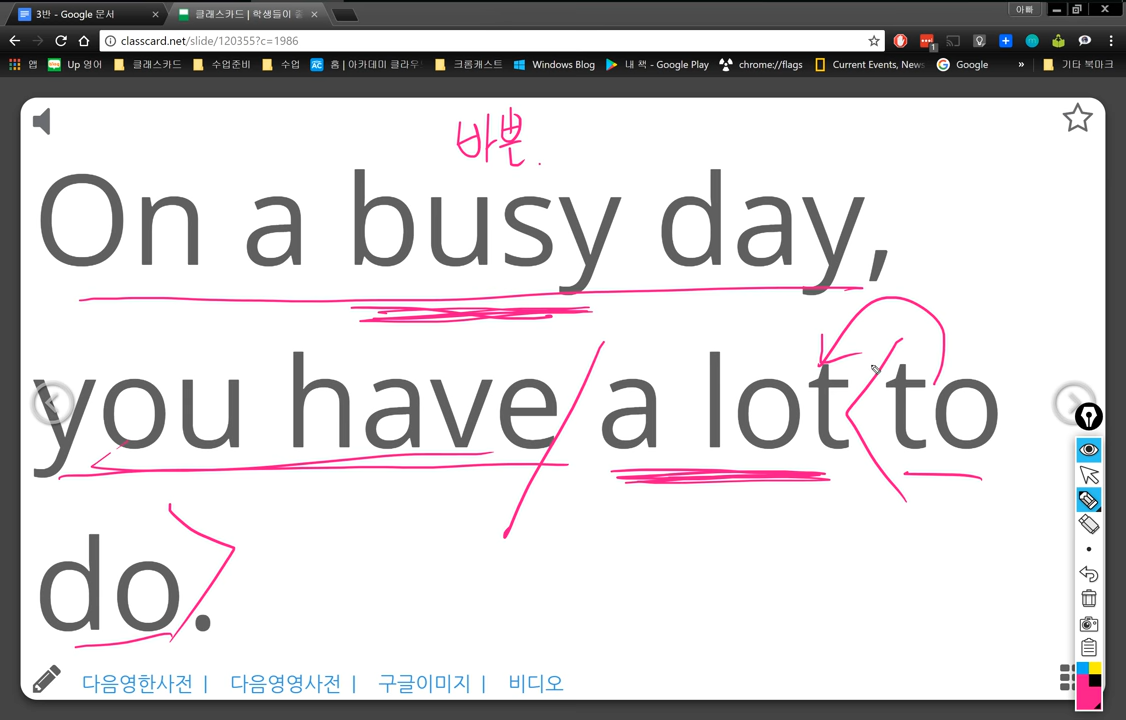 3반 - Google 문서
클래스카드 | 학생들이 좋
아빠
classcard.net/slide/120355?c=1986
1
앱 Up 영어 클래스카드 수업준비 수업 홈 | 아카데미 클라우 크롬캐스트 Windows Blog 내 책 - Google Play chrome://flags Current Events, News Google » 기타 북마크
바쁜.
On a busy day,
you have a lot to
do.
다음영한사전 | 다음영영사전 | 구글이미지 | 비디오